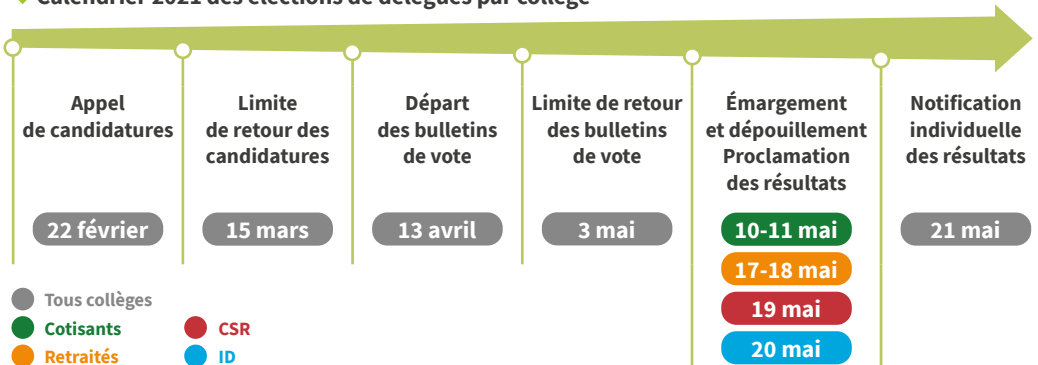 Calendrier 2021 des élections de délégués par collège
Appel
de candidatures
Limite
de retour des
candidatures
Départ
des bulletins
de vote
Limite de retour
des bulletins
de vote
Émargement
et dépouillement
Proclamation
des résultats
Notification
individuelle
des résultats
22 février
15 mars
13 avril
3 mai
10-11 mai
21 mai
17-18 mai
19 mai
20 mai
Tous collèges
Cotisants
CSR
Retraités
ID